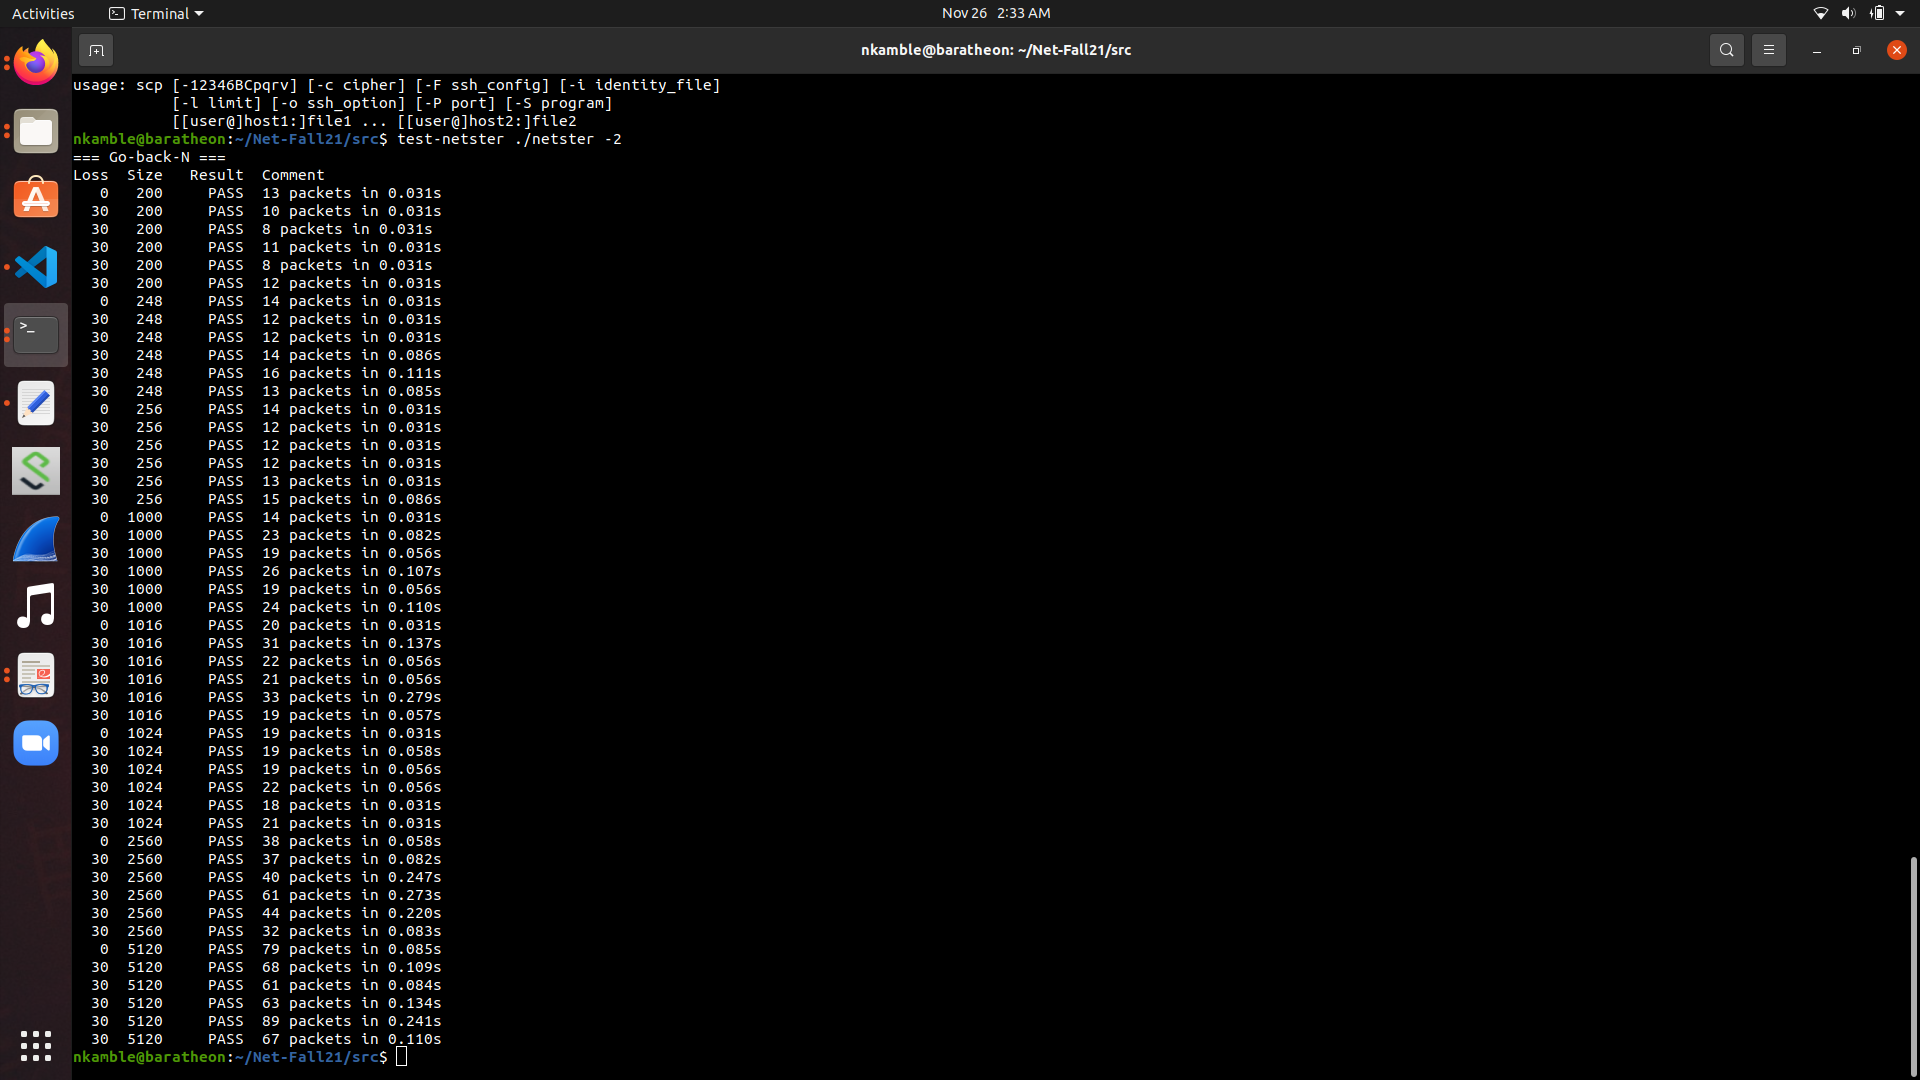 Activities
Terminal
Nov 26 2:33 AM
nkamble@baratheon: ~/Net-Fall21/src
usage: scp [-12346BCpqrv] [-c cipher] [-F ssh_config] [-i identity_file]
           [-l limit] [-o ssh_option] [-P port] [-S program]
           [[user@]host1:]file1 ... [[user@]host2:]file2
nkamble@baratheon:~/Net-Fall21/src$ test-netster ./netster -2
=== Go-back-N ===
Loss  Size   Result  Comment
   0   200     PASS  13 packets in 0.031s
  30   200     PASS  10 packets in 0.031s
  30   200     PASS  8 packets in 0.031s
  30   200     PASS  11 packets in 0.031s
  30   200     PASS  8 packets in 0.031s
  30   200     PASS  12 packets in 0.031s
   0   248     PASS  14 packets in 0.031s
  30   248     PASS  12 packets in 0.031s
  30   248     PASS  12 packets in 0.031s
  30   248     PASS  14 packets in 0.086s
  30   248     PASS  16 packets in 0.111s
  30   248     PASS  13 packets in 0.085s
   0   256     PASS  14 packets in 0.031s
  30   256     PASS  12 packets in 0.031s
  30   256     PASS  12 packets in 0.031s
  30   256     PASS  12 packets in 0.031s
  30   256     PASS  13 packets in 0.031s
  30   256     PASS  15 packets in 0.086s
   0  1000     PASS  14 packets in 0.031s
  30  1000     PASS  23 packets in 0.082s
  30  1000     PASS  19 packets in 0.056s
  30  1000     PASS  26 packets in 0.107s
  30  1000     PASS  19 packets in 0.056s
  30  1000     PASS  24 packets in 0.110s
   0  1016     PASS  20 packets in 0.031s
  30  1016     PASS  31 packets in 0.137s
  30  1016     PASS  22 packets in 0.056s
  30  1016     PASS  21 packets in 0.056s
  30  1016     PASS  33 packets in 0.279s
  30  1016     PASS  19 packets in 0.057s
   0  1024     PASS  19 packets in 0.031s
  30  1024     PASS  19 packets in 0.058s
  30  1024     PASS  19 packets in 0.056s
  30  1024     PASS  22 packets in 0.056s
  30  1024     PASS  18 packets in 0.031s
  30  1024     PASS  21 packets in 0.031s
   0  2560     PASS  38 packets in 0.058s
  30  2560     PASS  37 packets in 0.082s
  30  2560     PASS  40 packets in 0.247s
  30  2560     PASS  61 packets in 0.273s
  30  2560     PASS  44 packets in 0.220s
  30  2560     PASS  32 packets in 0.083s
   0  5120     PASS  79 packets in 0.085s
  30  5120     PASS  68 packets in 0.109s
  30  5120     PASS  61 packets in 0.084s
  30  5120     PASS  63 packets in 0.134s
  30  5120     PASS  89 packets in 0.241s
  30  5120     PASS  67 packets in 0.110s
nkamble@baratheon:~/Net-Fall21/src$